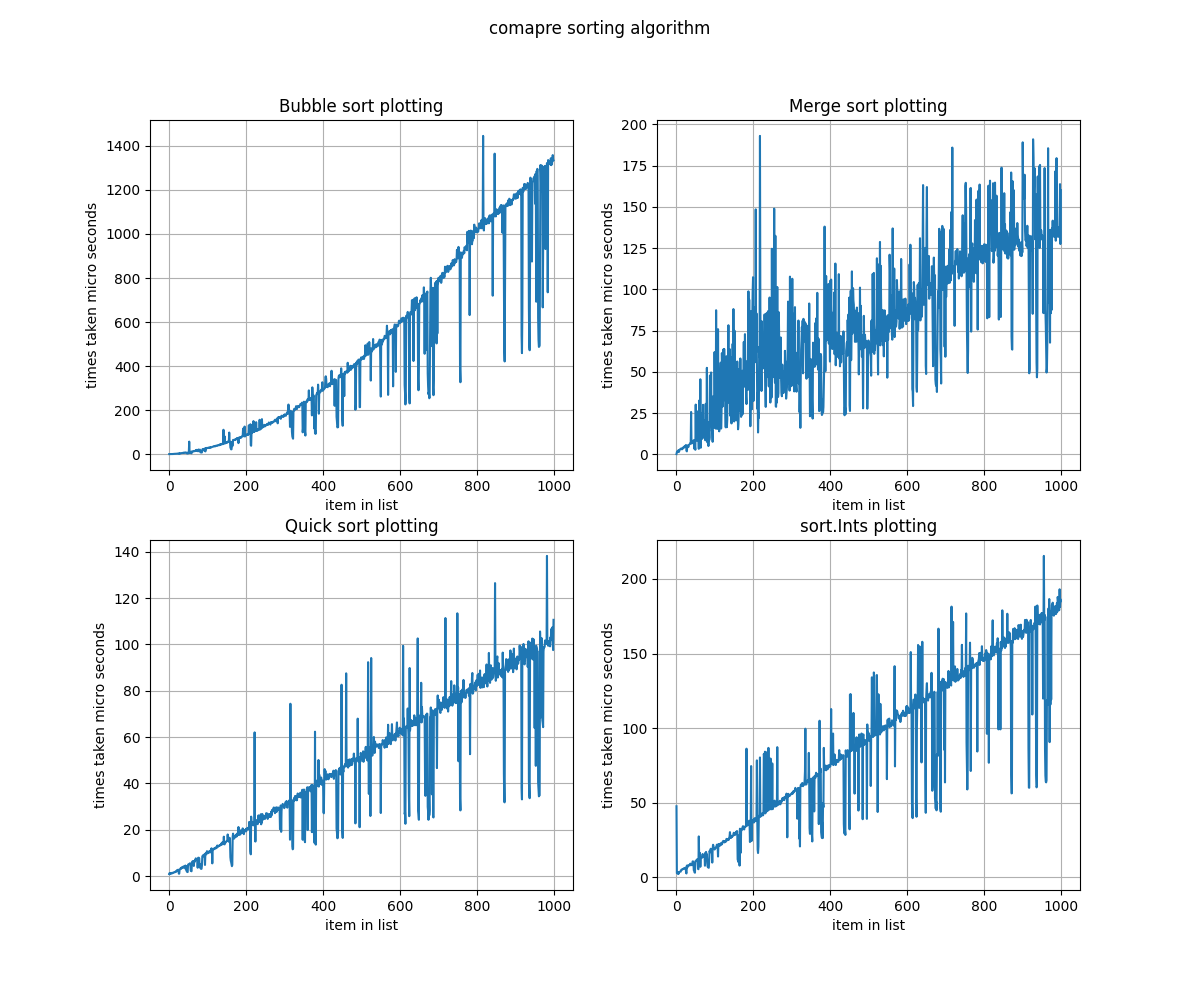 comapre sorting algorithm
Bubble sort plotting
times taken micro seconds
1400
1200
1000
800
600
400
200
0
0 200 400 600 800 1000
item in list
Merge sort plotting
times taken micro seconds
200
175
150
125
100
75
50
25
0
0 200 400 600 800 1000
item in list
Quick sort plotting
times taken micro seconds
140
120
100
80
60
40
20
0
0 200 400 600 800 1000
item in list
sort.Ints plotting
times taken micro seconds
200
150
100
50
0
0 200 400 600 800 1000
item in list